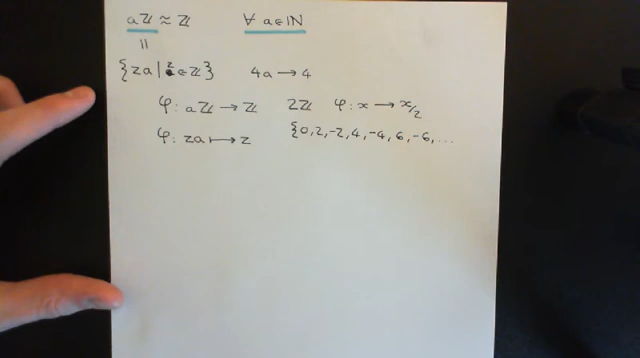 aℤ ≈ ℤ ∀ a∈ℕ
||
{za | z∈ℤ} 4a → 4
φ: aℤ → ℤ 2ℤ φ: x → x/2
φ: za ↦ z {0, 2, -2, 4, -4, 6, -6, ...